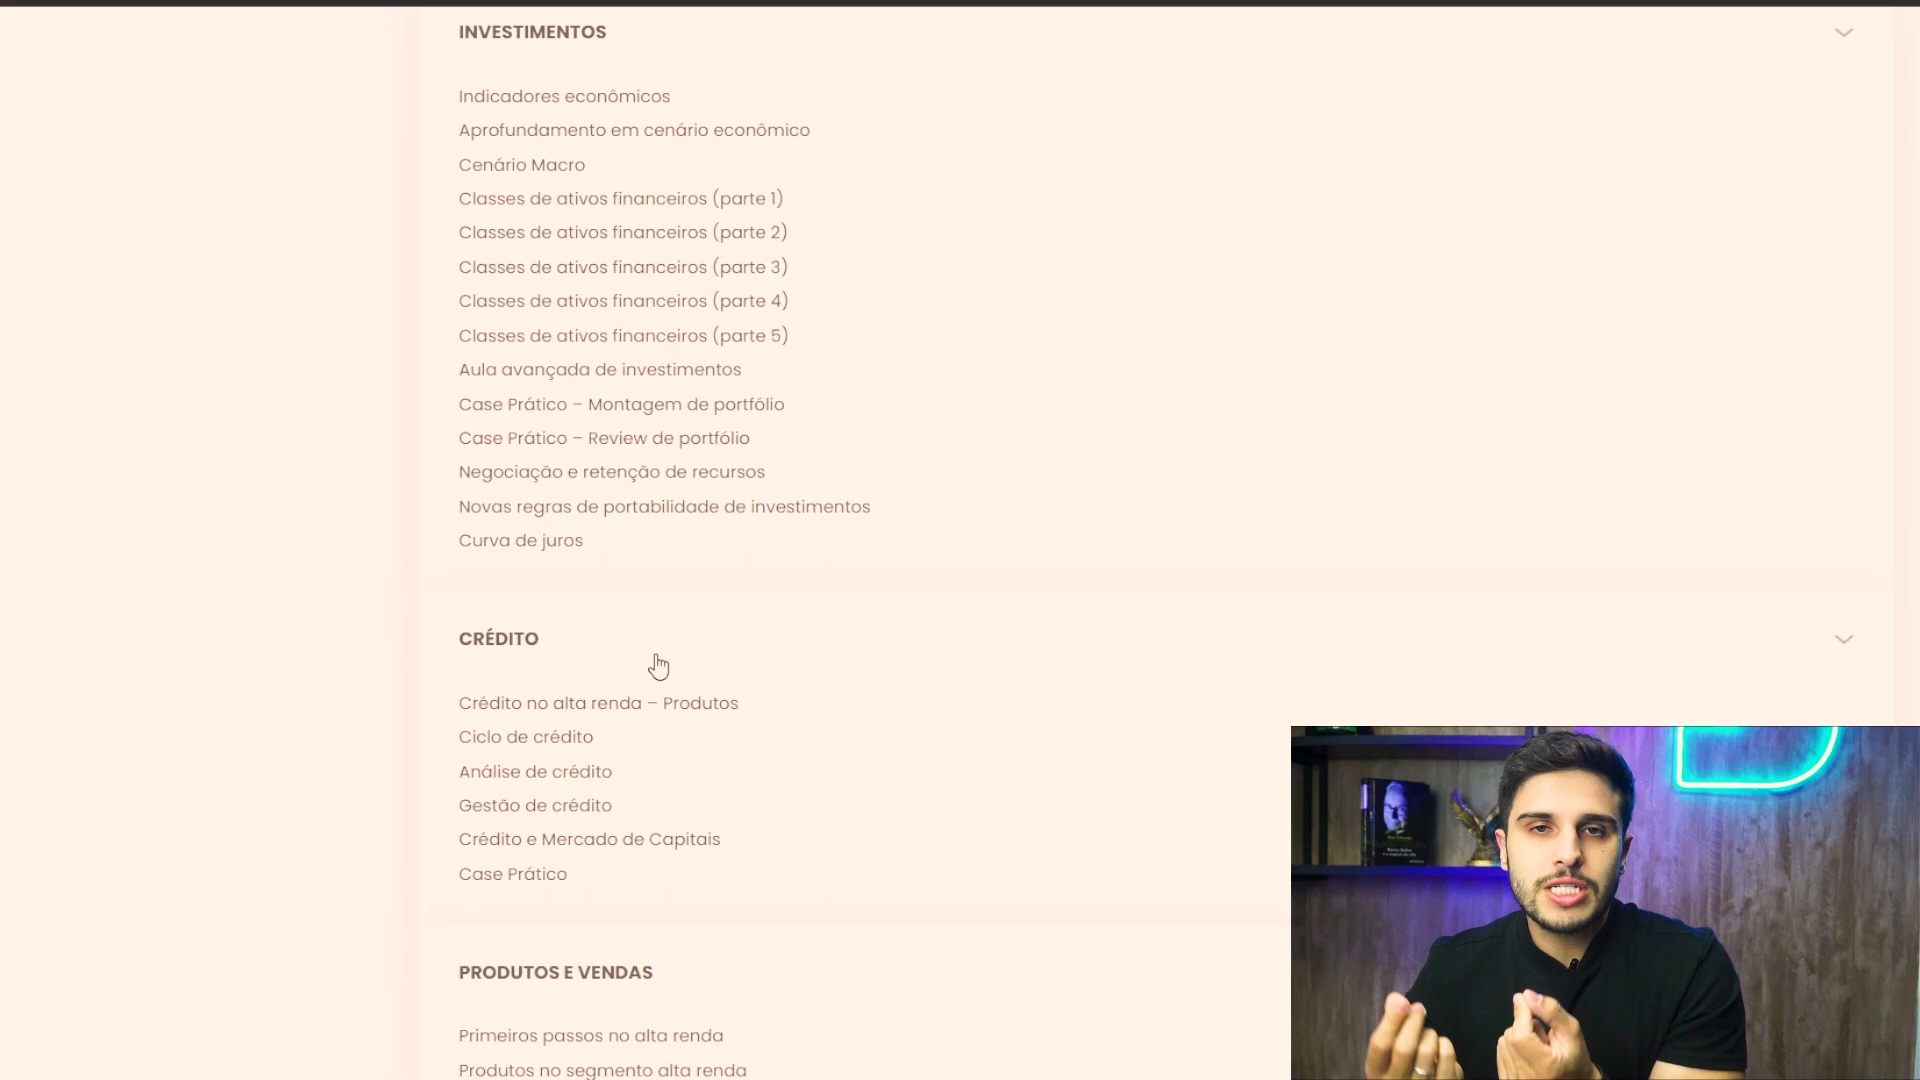 INVESTIMENTOS
Indicadores econômicos
Aprofundamento em cenário econômico
Cenário Macro
Classes de ativos financeiros (parte 1)
Classes de ativos financeiros (parte 2)
Classes de ativos financeiros (parte 3)
Classes de ativos financeiros (parte 4)
Classes de ativos financeiros (parte 5)
Aula avançada de investimentos
Case Prático – Montagem de portfólio
Case Prático – Review de portfólio
Negociação e retenção de recursos
Novas regras de portabilidade de investimentos
Curva de juros
CRÉDITO
Crédito no alta renda – Produtos
Ciclo de crédito
Análise de crédito
Gestão de crédito
Crédito e Mercado de Capitais
Case Prático
PRODUTOS E VENDAS
Primeiros passos no alta renda
Produtos no segmento alta renda